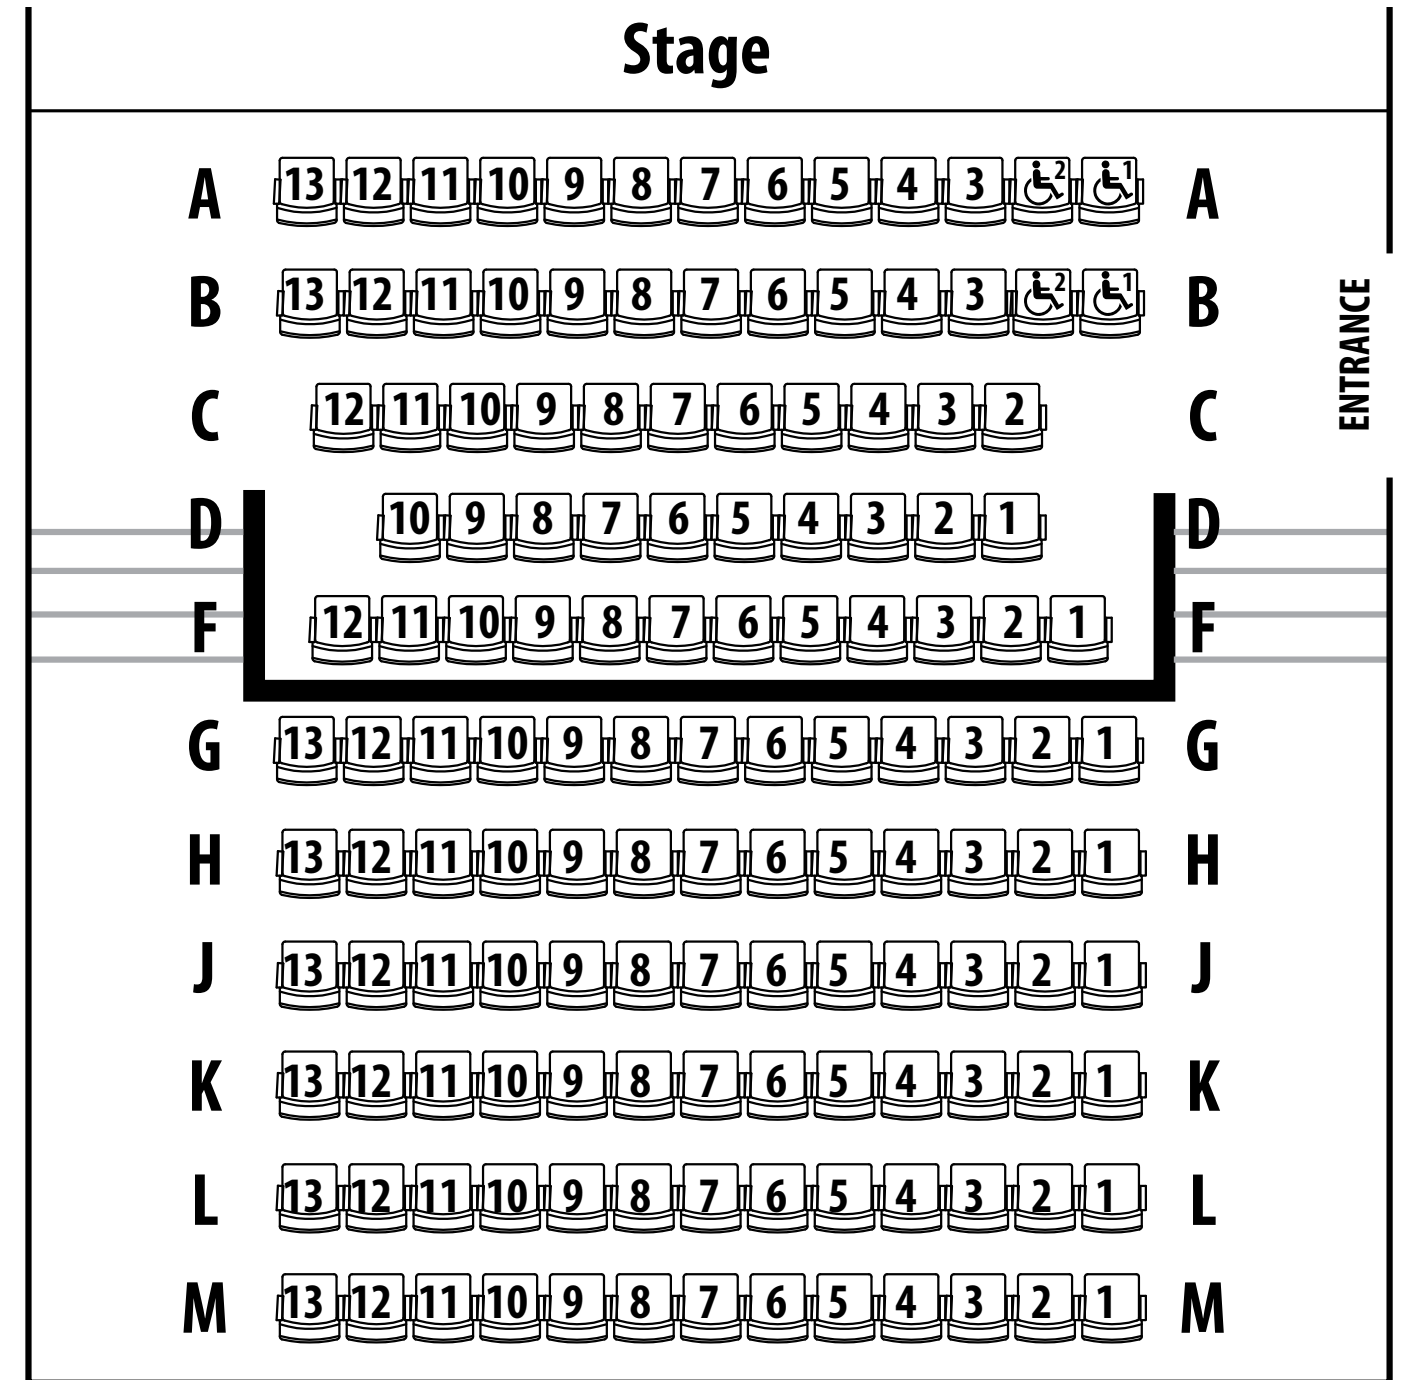 Stage
A 13 12 11 10 9 8 7 6 5 4 3 2 1 A
B 13 12 11 10 9 8 7 6 5 4 3 2 1 B
ENTRANCE
C 12 11 10 9 8 7 6 5 4 3 2 C
D 10 9 8 7 6 5 4 3 2 1 D
F 12 11 10 9 8 7 6 5 4 3 2 1 F
G 13 12 11 10 9 8 7 6 5 4 3 2 1 G
H 13 12 11 10 9 8 7 6 5 4 3 2 1 H
J 13 12 11 10 9 8 7 6 5 4 3 2 1 J
K 13 12 11 10 9 8 7 6 5 4 3 2 1 K
L 13 12 11 10 9 8 7 6 5 4 3 2 1 L
M 13 12 11 10 9 8 7 6 5 4 3 2 1 M